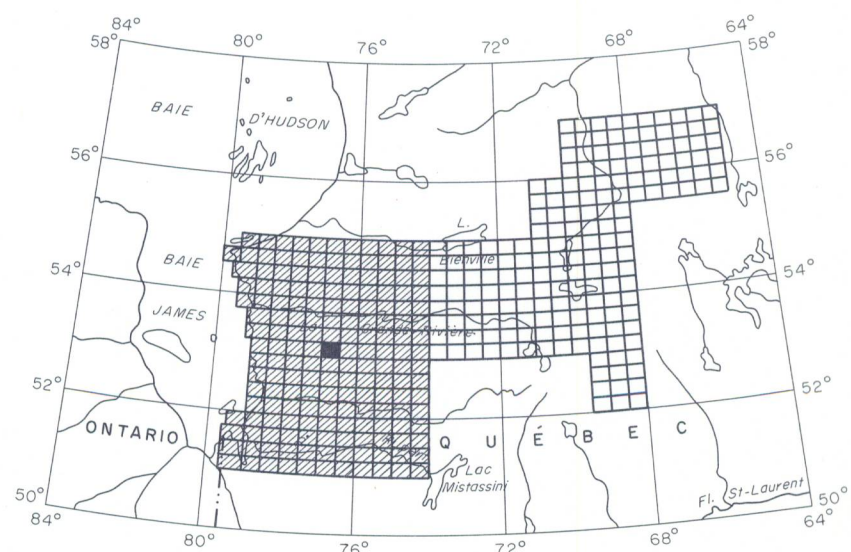 84°
80°
76°
72°
68°
64°
58°
58°
BAIE
D'HUDSON
56°
56°
L.
Bienville
BAIE
54°
54°
JAMES
La
Grande
Rivière
52°
52°
ONTARIO
Q U É B E C
Lac
Mistassini
Fl. St-Laurent
50°
50°
84°
80°
76°
72°
68°
64°